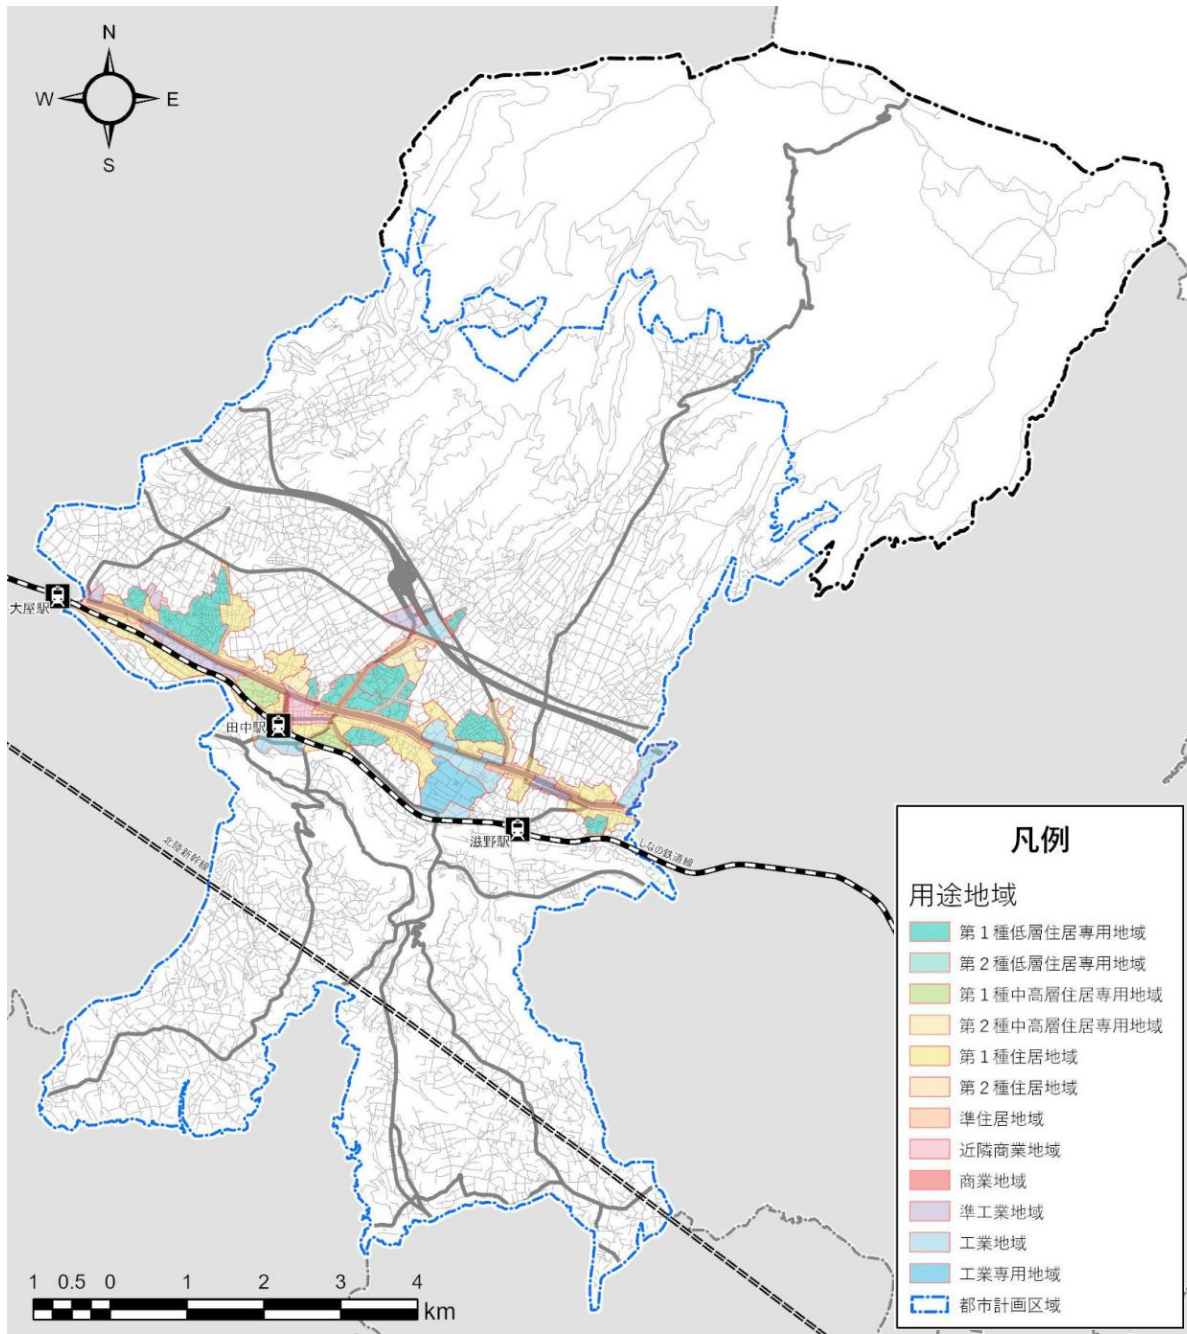 N
W
E
S
大屋駅
田中駅
滋野駅
しなの鉄道線
北陸新幹線
凡例
用途地域
第１種低層住居専用地域
第２種低層住居専用地域
第１種中高層住居専用地域
第２種中高層住居専用地域
第１種住居地域
第２種住居地域
準住居地域
近隣商業地域
商業地域
準工業地域
工業地域
工業専用地域
都市計画区域
1 0.5 0 1 2 3 4
km